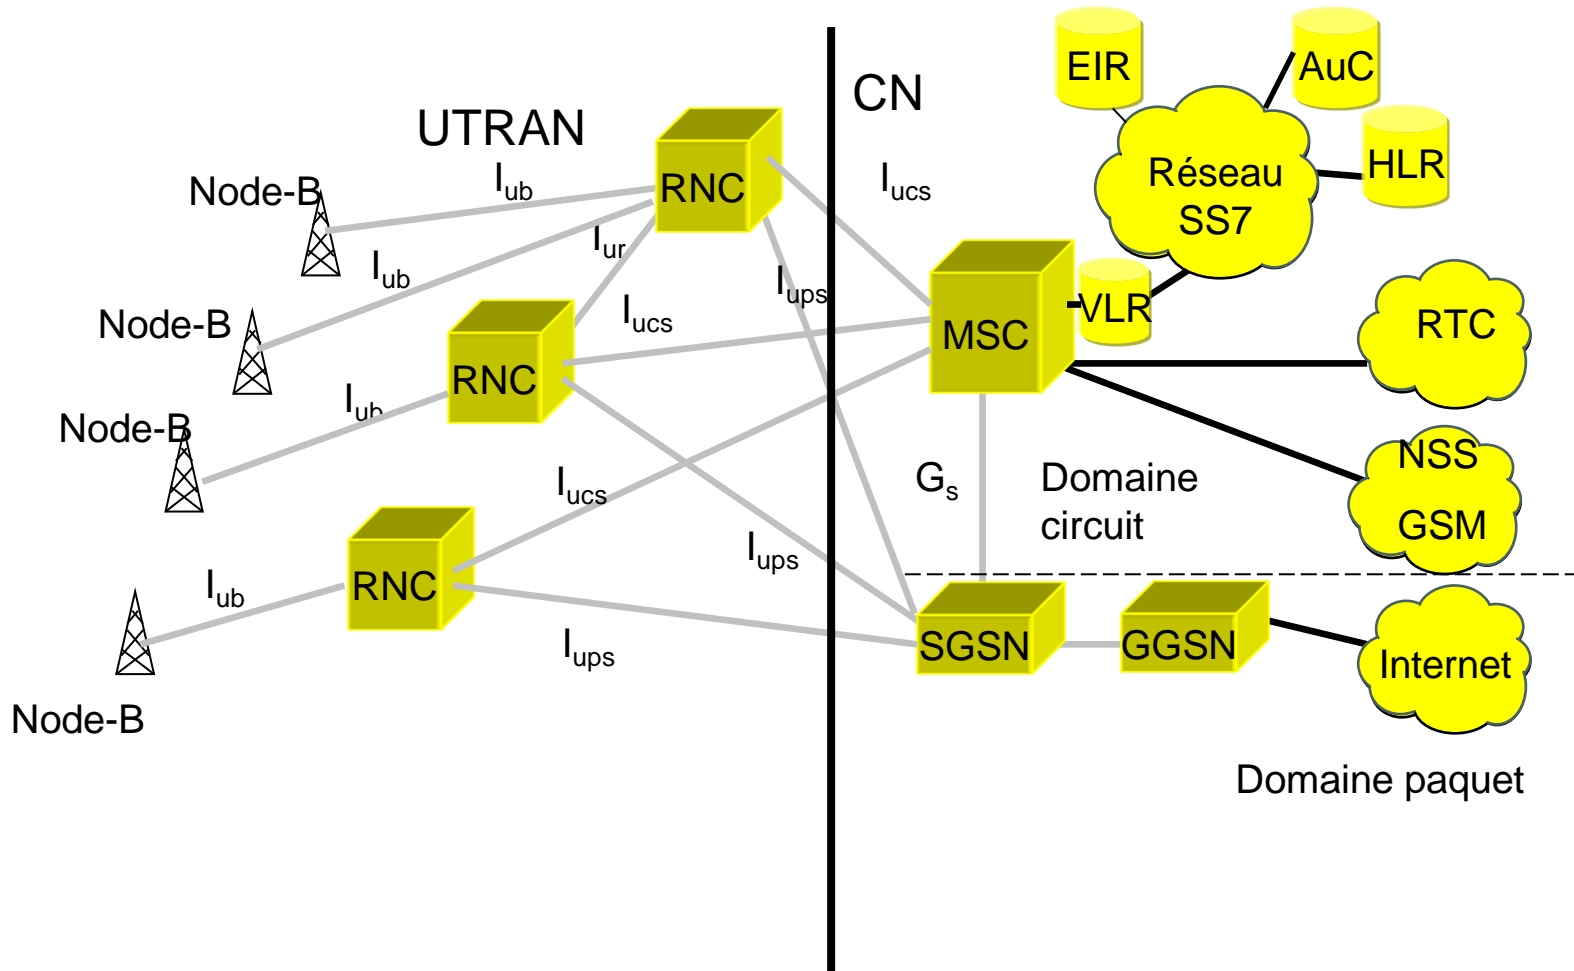 EIR
AuC
CN
UTRAN
Réseau
SS7
HLR
RNC
Node-B
Iub
Iucs
Iur
Iub
Iups
VLR
Iucs
Node-B
MSC
RTC
RNC
Iub
Node-B
NSS
GSM
Iucs
Gs
Domaine
circuit
Iups
RNC
Iub
Iups
SGSN
GGSN
Internet
Node-B
Domaine paquet